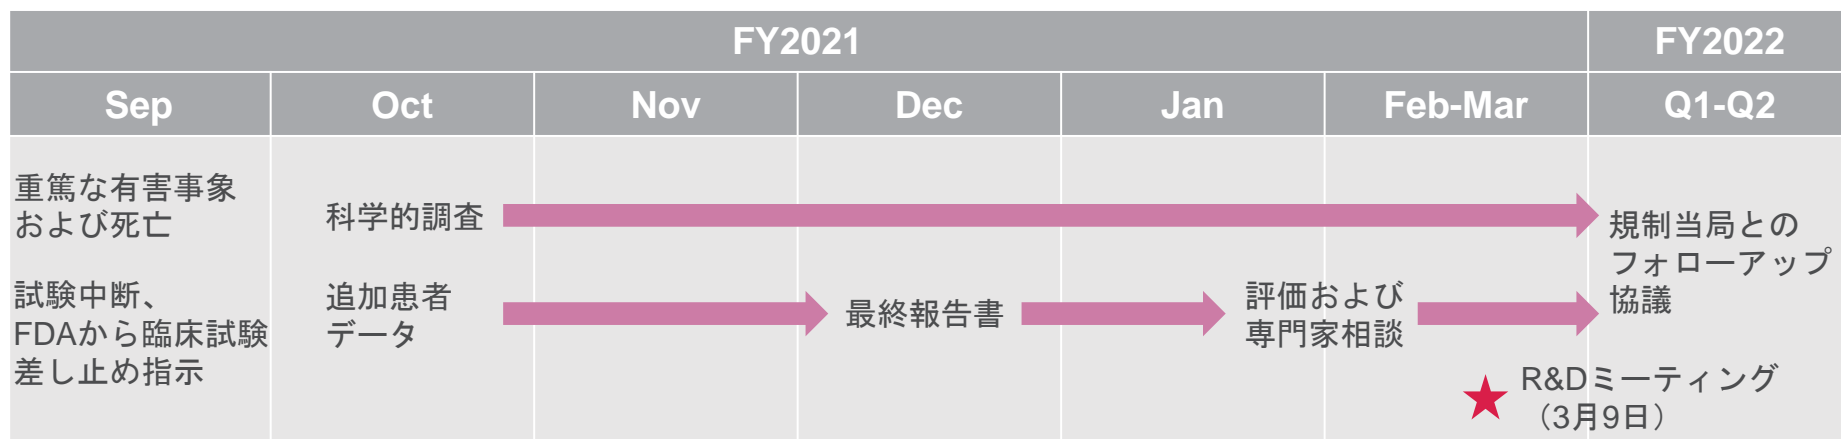 FY2021
FY2022
Sep
Oct
Nov
Dec
Jan
Feb-Mar
Q1-Q2
重篤な有害事象
および死亡
試験中断、
FDAから臨床試験
差し止め指示
科学的調査
追加患者
データ
最終報告書
評価および
専門家相談
規制当局との
フォローアップ
協議
R&Dミーティング
（3月9日）